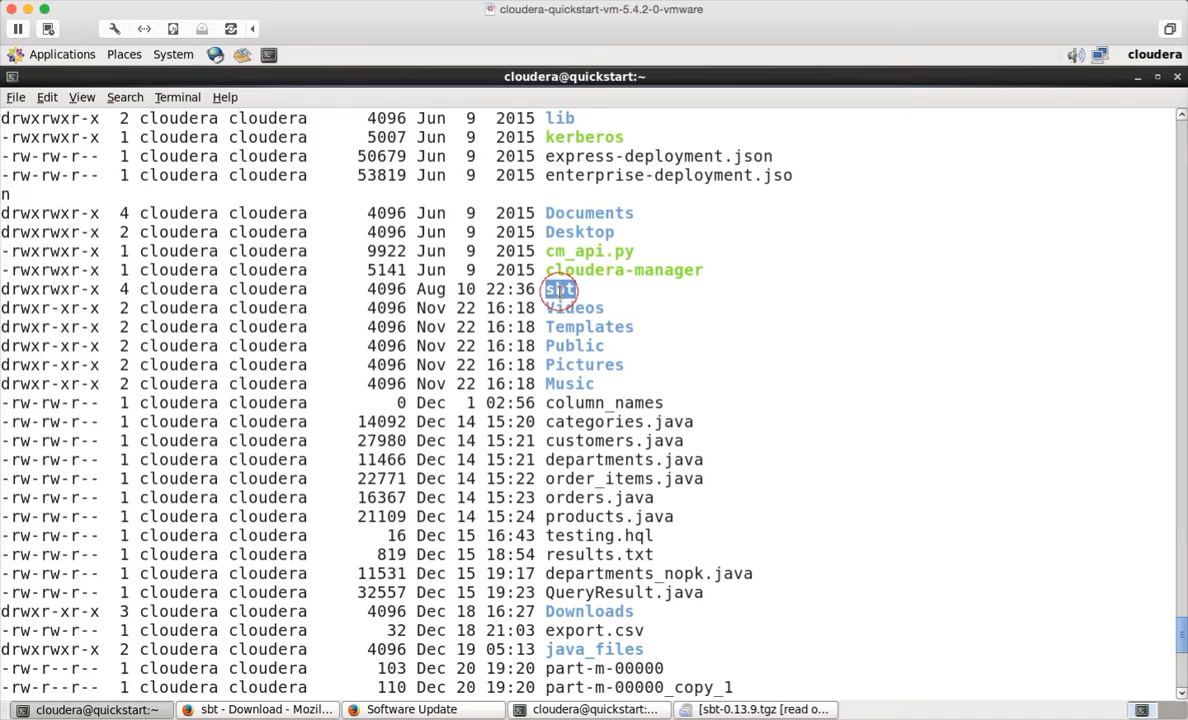 cloudera-quickstart-vm-5.4.2-0-vmware
Applications Places System cloudera
cloudera@quickstart:~
File Edit View Search Terminal Help
drwxrwxr-x 2 cloudera cloudera 4096 Jun 9 2015 lib
-rwxrwxr-x 1 cloudera cloudera 5007 Jun 9 2015 kerberos
-rw-rw-r-- 1 cloudera cloudera 50679 Jun 9 2015 express-deployment.json
-rw-rw-r-- 1 cloudera cloudera 53819 Jun 9 2015 enterprise-deployment.jso
n
drwxrwxr-x 4 cloudera cloudera 4096 Jun 9 2015 Documents
drwxrwxr-x 2 cloudera cloudera 4096 Jun 9 2015 Desktop
-rwxrwxr-x 1 cloudera cloudera 9922 Jun 9 2015 cm_api.py
-rwxrwxr-x 1 cloudera cloudera 5141 Jun 9 2015 cloudera-manager
drwxrwxr-x 4 cloudera cloudera 4096 Aug 10 22:36 sbt
drwxr-xr-x 2 cloudera cloudera 4096 Nov 22 16:18 Videos
drwxr-xr-x 2 cloudera cloudera 4096 Nov 22 16:18 Templates
drwxr-xr-x 2 cloudera cloudera 4096 Nov 22 16:18 Public
drwxr-xr-x 2 cloudera cloudera 4096 Nov 22 16:18 Pictures
drwxr-xr-x 2 cloudera cloudera 4096 Nov 22 16:18 Music
-rw-rw-r-- 1 cloudera cloudera 0 Dec 1 02:56 column_names
-rw-rw-r-- 1 cloudera cloudera 14092 Dec 14 15:20 categories.java
-rw-rw-r-- 1 cloudera cloudera 27980 Dec 14 15:21 customers.java
-rw-rw-r-- 1 cloudera cloudera 11466 Dec 14 15:21 departments.java
-rw-rw-r-- 1 cloudera cloudera 22771 Dec 14 15:22 order_items.java
-rw-rw-r-- 1 cloudera cloudera 16367 Dec 14 15:23 orders.java
-rw-rw-r-- 1 cloudera cloudera 21109 Dec 14 15:24 products.java
-rw-rw-r-- 1 cloudera cloudera 16 Dec 15 16:43 testing.hql
-rw-rw-r-- 1 cloudera cloudera 819 Dec 15 18:54 results.txt
-rw-rw-r-- 1 cloudera cloudera 11531 Dec 15 19:17 departments_nopk.java
-rw-rw-r-- 1 cloudera cloudera 32557 Dec 15 19:23 QueryResult.java
drwxr-xr-x 3 cloudera cloudera 4096 Dec 18 16:27 Downloads
-rw-rw-r-- 1 cloudera cloudera 32 Dec 18 21:03 export.csv
drwxrwxr-x 2 cloudera cloudera 4096 Dec 19 05:13 java_files
-rw-r--r-- 1 cloudera cloudera 103 Dec 20 19:20 part-m-00000
-rw-r--r-- 1 cloudera cloudera 110 Dec 20 19:20 part-m-00000_copy_1
cloudera@quickstart:~ sbt - Download - Mozil... Software Update cloudera@quickstart:... [sbt-0.13.9.tgz [read o...